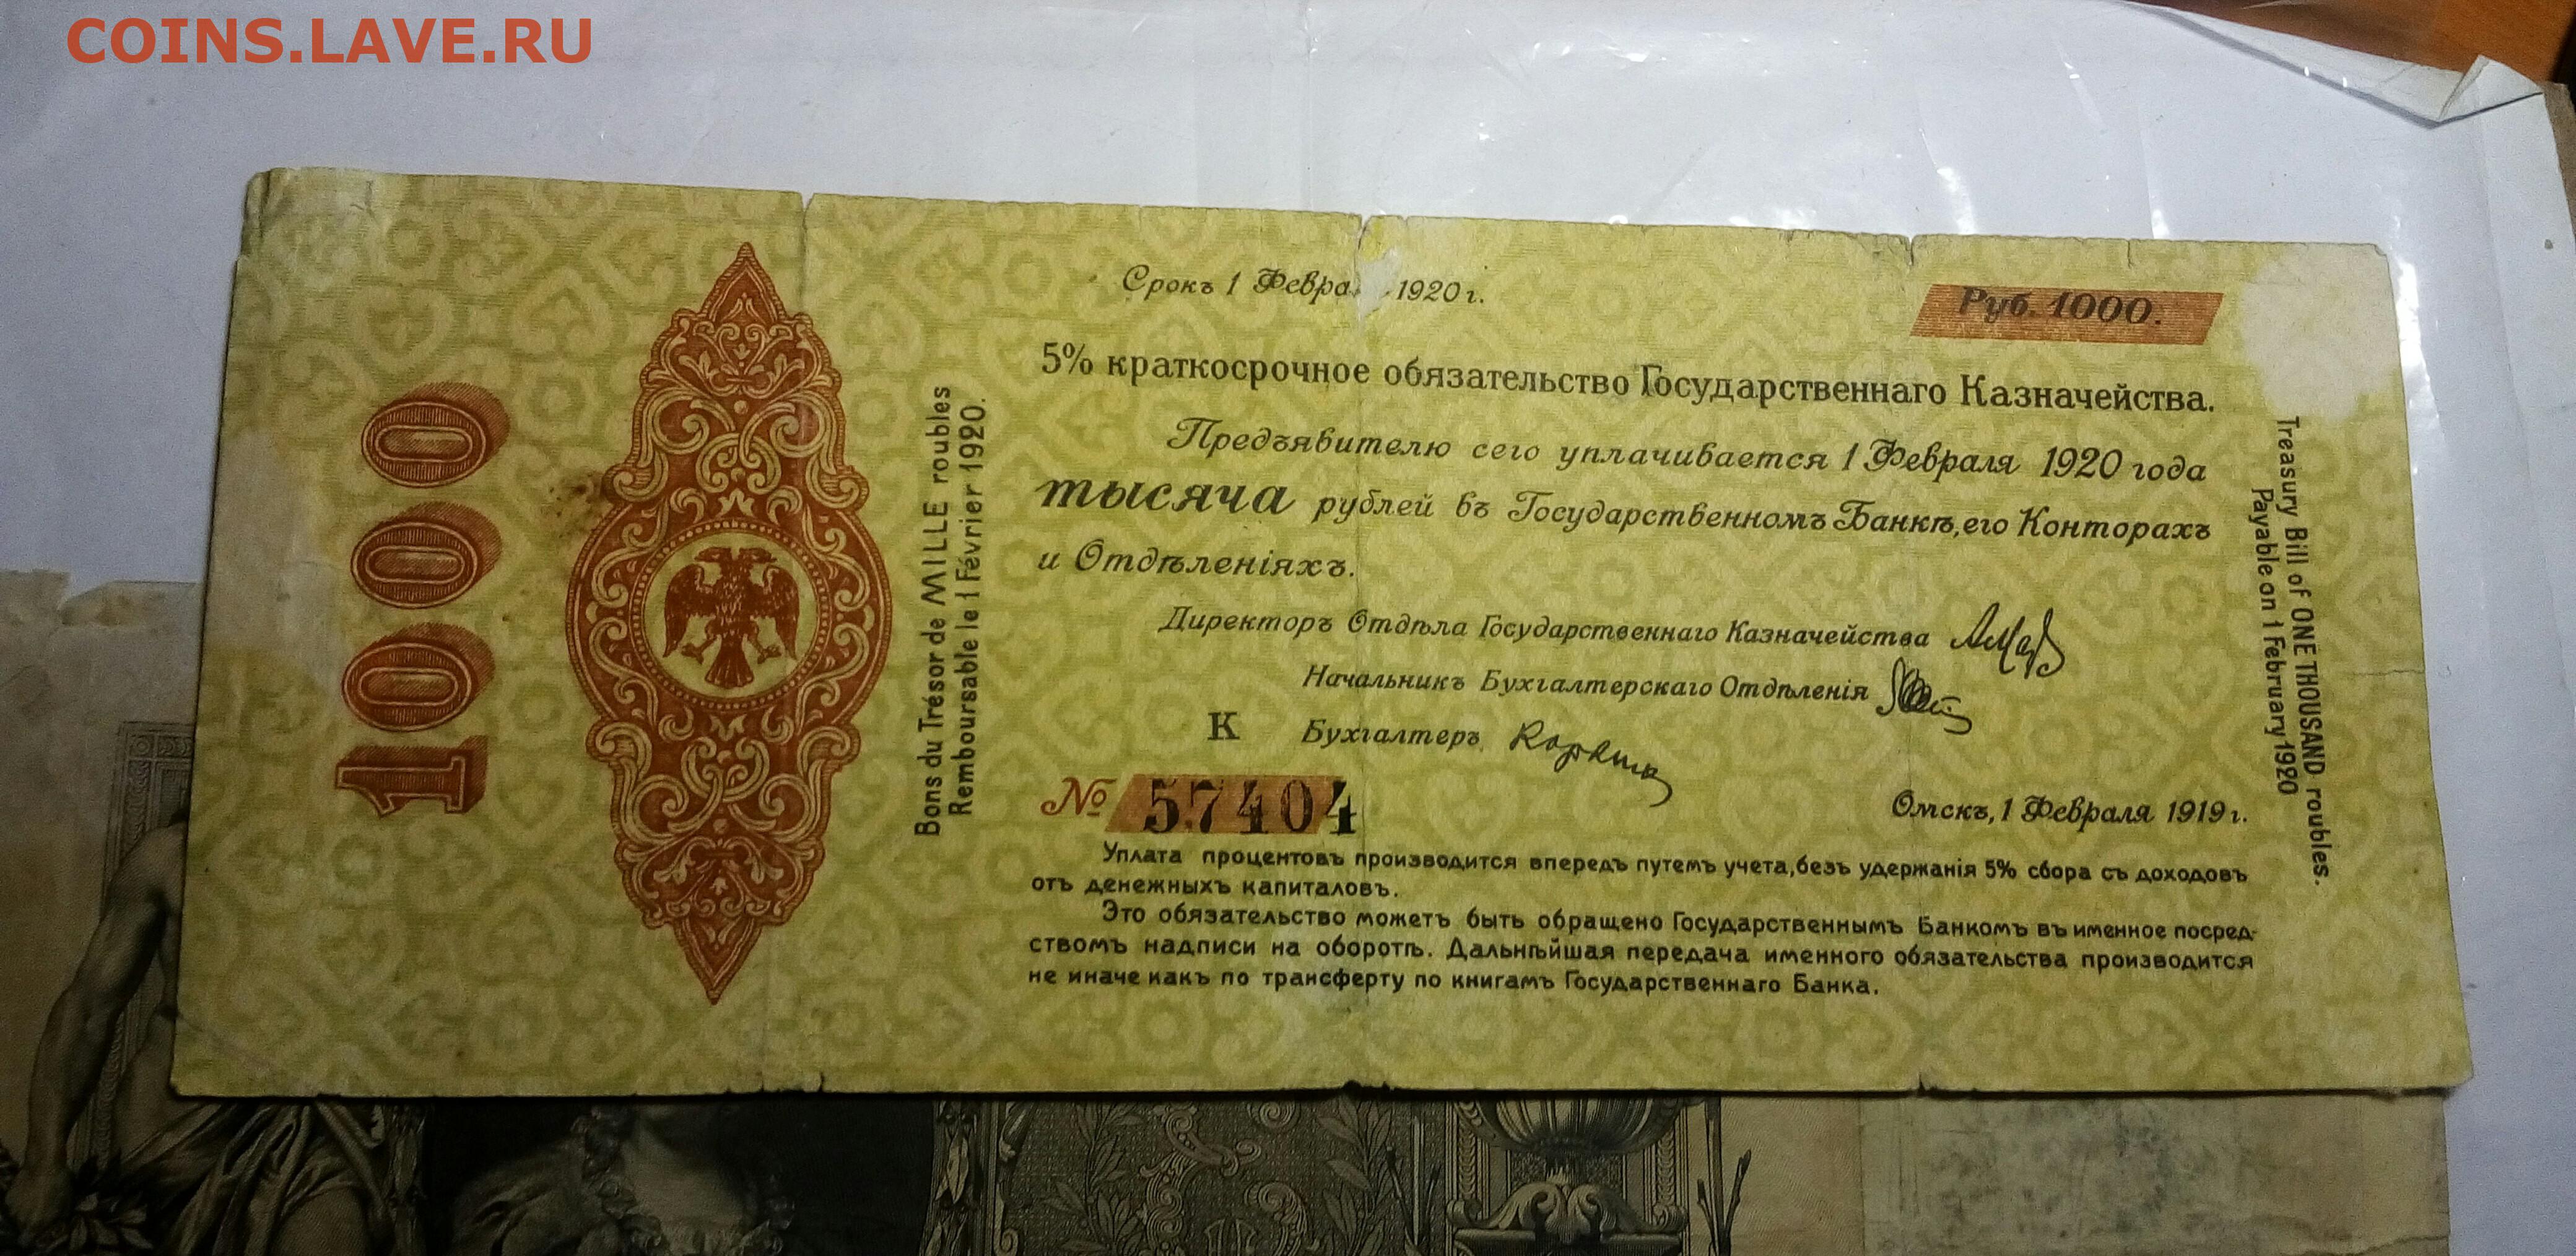 COINS.LAVE.RU
1000
Bons du Trésor de MILLE roubles
Remboursable le 1 Février 1920.
Срокъ 1 Февра 1920 г.
Руб. 1000.
5% краткосрочное обязательство Государственнаго Казначейства.
Предъявителю сего уплачивается 1 Февраля 1920 года
тысяча рублей въ Государственномъ Банкѣ, его Конторахъ
и Отдѣленіяхъ.
Директоръ Отдѣла Государственнаго Казначейства
Начальникъ Бухгалтерскаго Отдѣленія
К Бухгалтеръ
№ 57404
Омскъ, 1 Февраля 1919 г.
Уплата процентовъ производится впередъ путемъ учета, безъ удержанія 5% сбора съ доходовъ
отъ денежныхъ капиталовъ.
Это обязательство можетъ быть обращено Государственнымъ Банкомъ въ именное посред-
ствомъ надписи на оборотѣ. Дальнѣйшая передача именного обязательства производится
не иначе какъ по трансферту по книгамъ Государственнаго Банка.
Treasury Bill of ONE THOUSAND roubles.
Payable on 1 February 1920